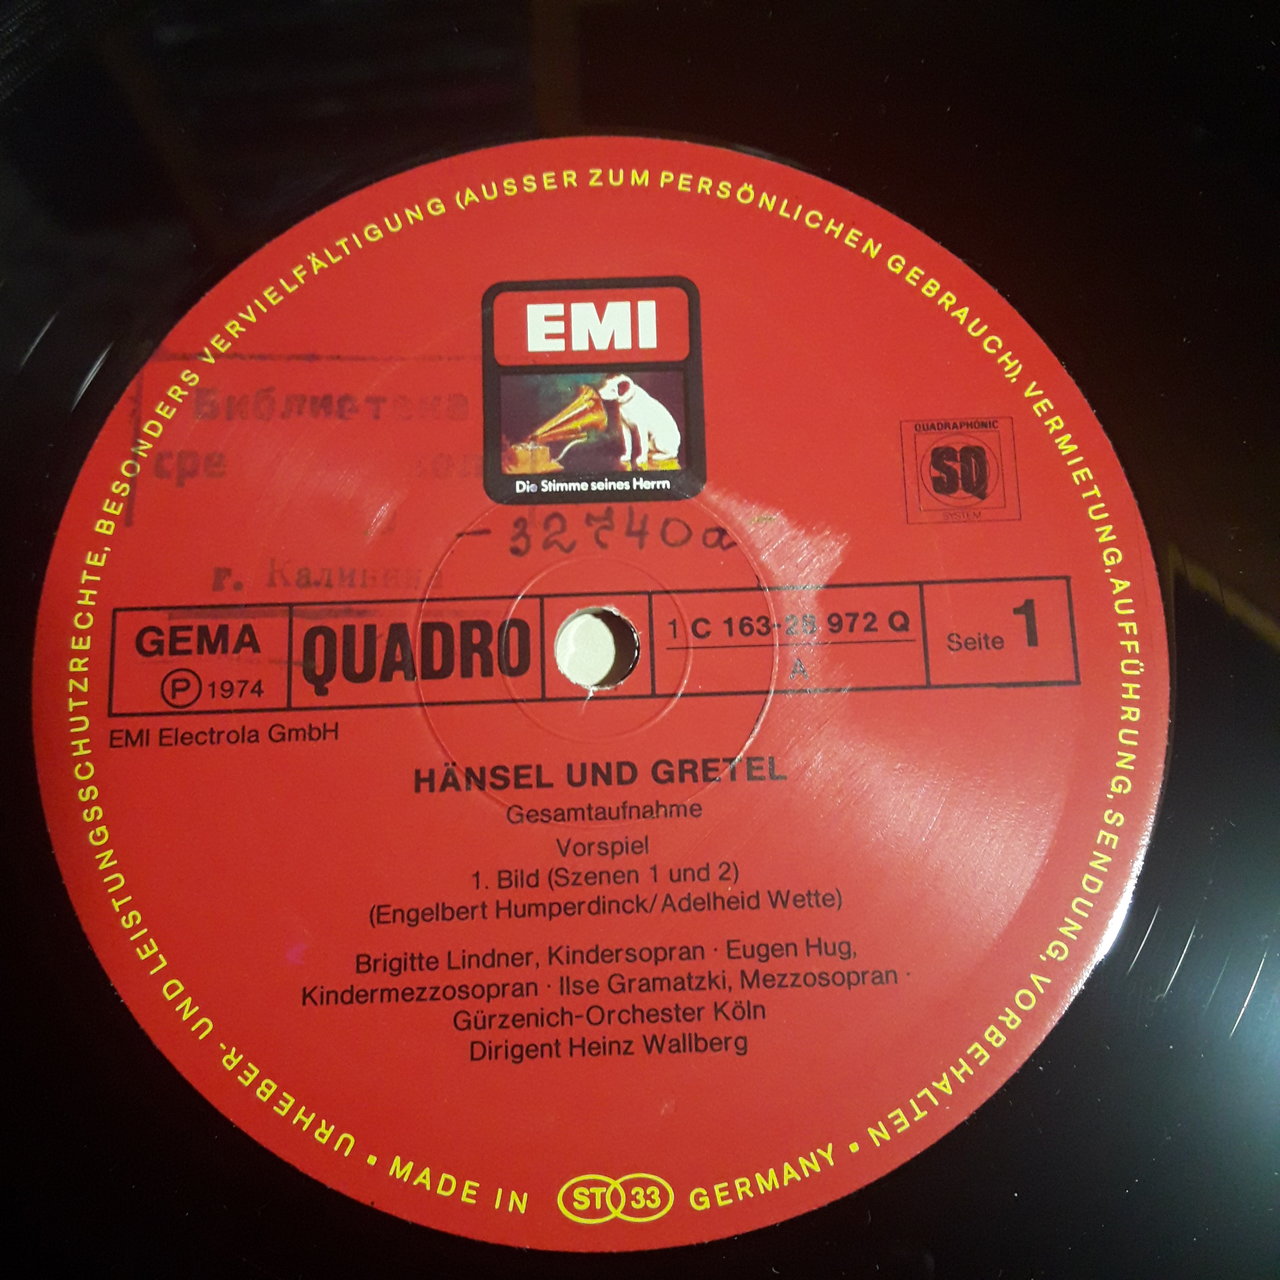 URHEBER- UND LEISTUNGSSCHUTZRECHTE, BESONDERS VERVIELFÄLTIGUNG (AUSSER ZUM PERSÖNLICHEN GEBRAUCH), VERMIETUNG, AUFFÜHRUNG, SENDUNG, VORBEHALTEN
EMI
Die Stimme seines Herrn
Библиотека
QUADRAPHONIC
SQ
SYSTEM
-32740а
г. Калинина
GEMA
℗ 1974
QUADRO
1 C 163-28 972 Q
A
Seite 1
EMI Electrola GmbH
HÄNSEL UND GRETEL
Gesamtaufnahme
Vorspiel
1. Bild (Szenen 1 und 2)
(Engelbert Humperdinck/Adelheid Wette)
Brigitte Lindner, Kindersopran · Eugen Hug,
Kindermezzosopran · Ilse Gramatzki, Mezzosopran ·
Gürzenich-Orchester Köln
Dirigent Heinz Wallberg
▪ MADE IN ST 33 GERMANY ▪